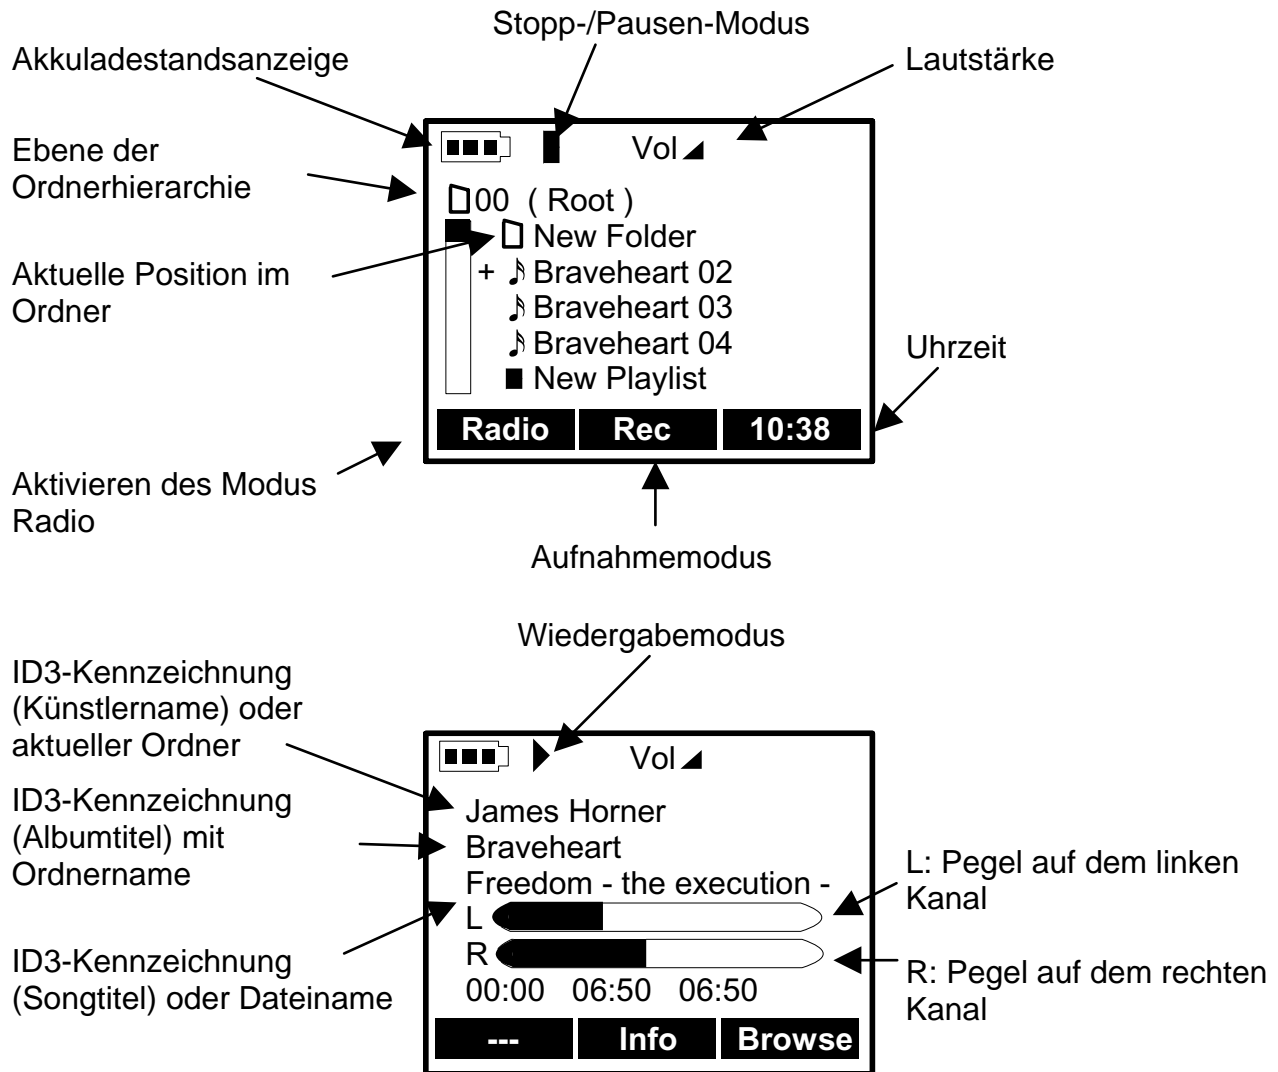 Stopp-/Pausen-Modus
Akkuladestandsanzeige
Lautstärke
Ebene der
Ordnerhierarchie
Aktuelle Position im
Ordner
Vol
00 ( Root )
New Folder
+ Braveheart 02
Braveheart 03
Braveheart 04
New Playlist
Radio Rec 10:38
Uhrzeit
Aktivieren des Modus
Radio
Aufnahmemodus
Wiedergabemodus
ID3-Kennzeichnung
(Künstlername) oder
aktueller Ordner
ID3-Kennzeichnung
(Albumtitel) mit
Ordnername
ID3-Kennzeichnung
(Songtitel) oder Dateiname
Vol
James Horner
Braveheart
Freedom - the execution -
L
R
00:00 06:50 06:50
--- Info Browse
L: Pegel auf dem linken
Kanal
R: Pegel auf dem rechten
Kanal